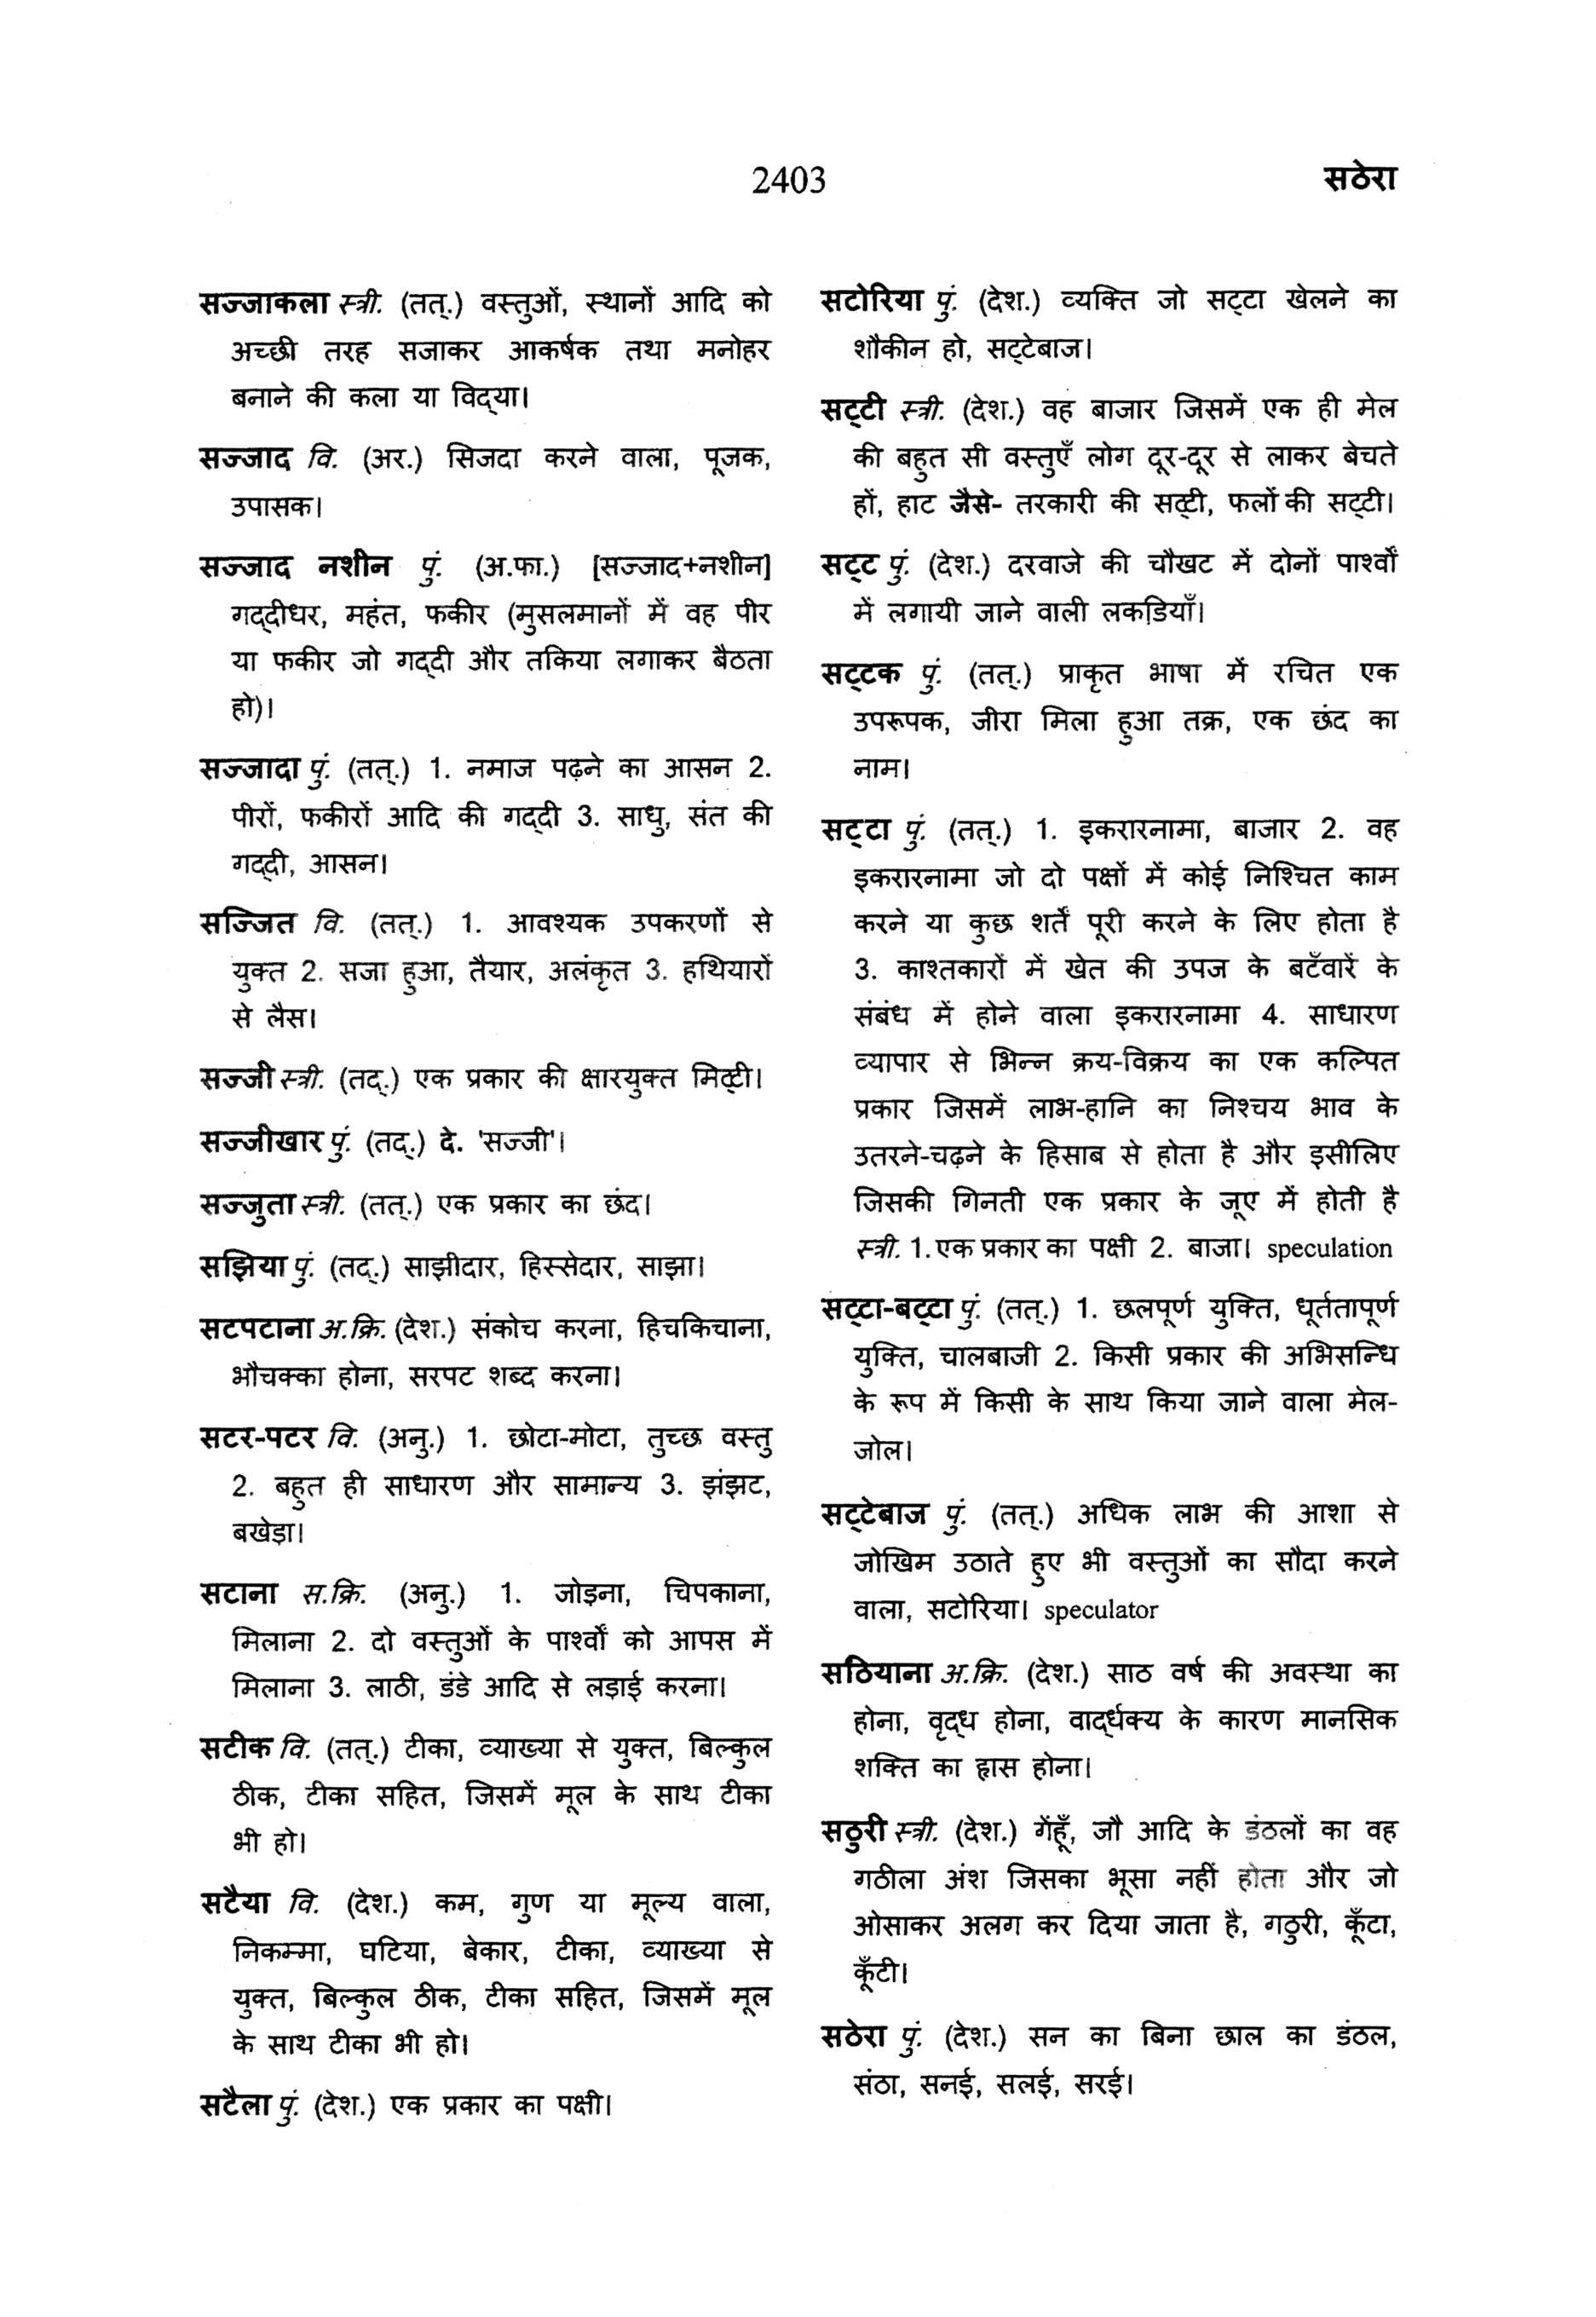 2403
सठेरा
सज्जाकला स्त्री. (तत्.) वस्तुओं, स्थानों आदि को
अच्छी तरह सजाकर आकर्षक तथा मनोहर
बनाने की कला या विद्‌या।
सज्जाद वि. (अर.) सिजदा करने वाला, पूजक,
उपासक।
सज्जाद नशीन पुं. (अ.फा.) [सज्जाद+नशीन]
गद्‌दीधर, महंत, फकीर (मुसलमानों में वह पीर
या फकीर जो गद्‌दी और तकिया लगाकर बैठता
हो)।
सज्जादा पुं. (तत्.) 1. नमाज पढ़ने का आसन 2.
पीरों, फकीरों आदि की गद्‌दी 3. साधु, संत की
गद्‌दी, आसन।
सज्जित वि. (तत्.) 1. आवश्यक उपकरणों से
युक्त 2. सजा हुआ, तैयार, अलंकृत 3. हथियारों
से लैस।
सज्जी स्त्री. (तद्.) एक प्रकार की क्षारयुक्त मिट्‌टी।
सज्जीखार पुं. (तद्.) दे. 'सज्जी'।
सज्जुता स्त्री. (तत्.) एक प्रकार का छंद।
सझिया पुं. (तद्.) साझीदार, हिस्सेदार, साझा।
सटपटाना अ.क्रि. (देश.) संकोच करना, हिचकिचाना,
भौचक्का होना, सरपट शब्द करना।
सटर-पटर वि. (अनु.) 1. छोटा-मोटा, तुच्छ वस्तु
2. बहुत ही साधारण और सामान्य 3. झंझट,
बखेड़ा।
सटाना स.क्रि. (अनु.) 1. जोड़ना, चिपकाना,
मिलाना 2. दो वस्तुओं के पार्श्वों को आपस में
मिलाना 3. लाठी, डंडे आदि से लड़ाई करना।
सटीक वि. (तत्.) टीका, व्याख्या से युक्त, बिल्कुल
ठीक, टीका सहित, जिसमें मूल के साथ टीका
भी हो।
सटैया वि. (देश.) कम, गुण या मूल्य वाला,
निकम्मा, घटिया, बेकार, टीका, व्याख्या से
युक्त, बिल्कुल ठीक, टीका सहित, जिसमें मूल
के साथ टीका भी हो।
सटैला पुं. (देश.) एक प्रकार का पक्षी।
सटोरिया पुं. (देश.) व्यक्ति जो सट्‌टा खेलने का
शौकीन हो, सट्‌टेबाज।
सट्‌टी स्त्री. (देश.) वह बाजार जिसमें एक ही मेल
की बहुत सी वस्तुएँ लोग दूर-दूर से लाकर बेचते
हों, हाट जैसे- तरकारी की सट्‌टी, फलों की सट्‌टी।
सट्‌ट पुं. (देश.) दरवाजे की चौखट में दोनों पार्श्वों
में लगायी जाने वाली लकडियाँ।
सट्‌टक पुं. (तत्.) प्राकृत भाषा में रचित एक
उपरूपक, जीरा मिला हुआ तक्र, एक छंद का
नाम।
सट्‌टा पुं. (तत्.) 1. इकरारनामा, बाजार 2. वह
इकरारनामा जो दो पक्षों में कोई निश्चित काम
करने या कुछ शर्तें पूरी करने के लिए होता है
3. काश्तकारों में खेत की उपज के बटँवारें के
संबंध में होने वाला इकरारनामा 4. साधारण
व्यापार से भिन्न क्रय-विक्रय का एक कल्पित
प्रकार जिसमें लाभ-हानि का निश्चय भाव के
उतरने-चढ़ने के हिसाब से होता है और इसीलिए
जिसकी गिनती एक प्रकार के जूए में होती है
स्त्री. 1. एक प्रकार का पक्षी 2. बाजा। speculation
सट्‌टा-बट्‌टा पुं. (तत्.) 1. छलपूर्ण युक्ति, धूर्ततापूर्ण
युक्ति, चालबाजी 2. किसी प्रकार की अभिसन्धि
के रूप में किसी के साथ किया जाने वाला मेल-
जोल।
सट्‌टेबाज पुं. (तत्.) अधिक लाभ की आशा से
जोखिम उठाते हुए भी वस्तुओं का सौदा करने
वाला, सटोरिया। speculator
सठियाना अ.क्रि. (देश.) साठ वर्ष की अवस्था का
होना, वृद्‌ध होना, वार्द्‌धक्य के कारण मानसिक
शक्ति का ह्रास होना।
सठुरी स्त्री. (देश.) गेंहूँ, जौ आदि के डंठलों का वह
गठीला अंश जिसका भूसा नहीं होता और जो
ओसाकर अलग कर दिया जाता है, गठुरी, कूँटा,
कूँटी।
सठेरा पुं. (देश.) सन का बिना छाल का डंठल,
संठा, सनई, सलई, सरई।